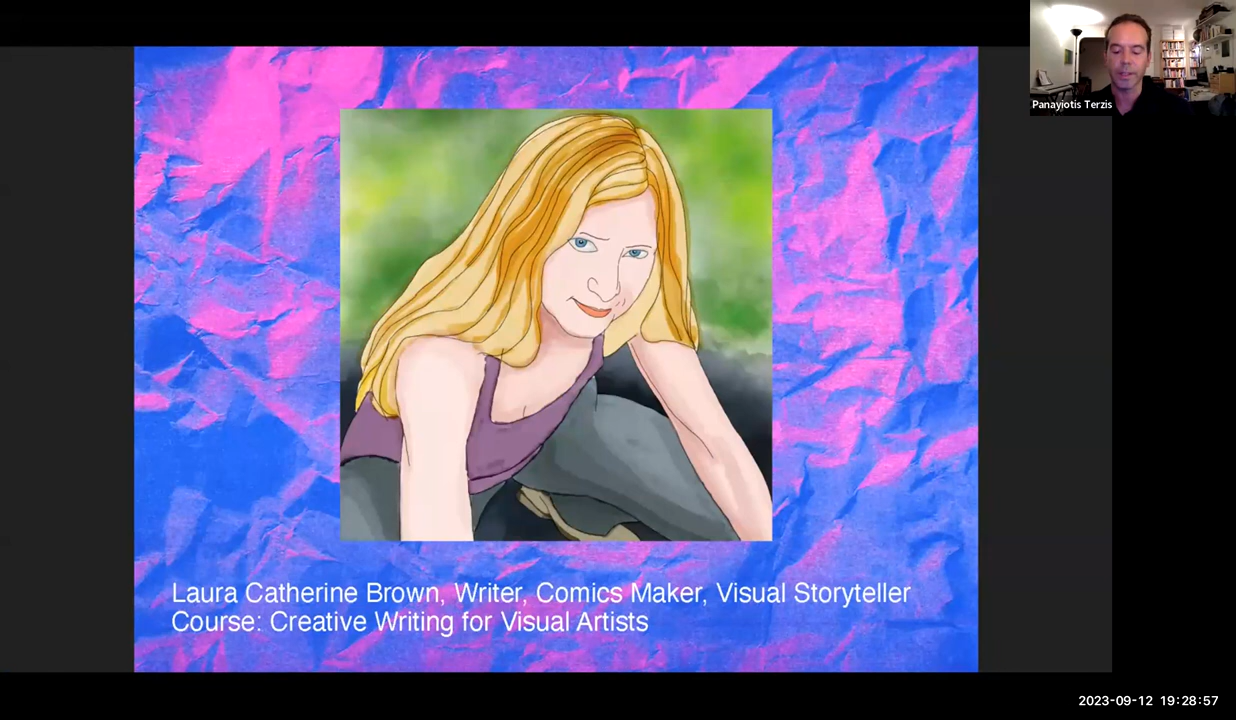 Panayiotis Terzis
Laura Catherine Brown, Writer, Comics Maker, Visual Storyteller
Course: Creative Writing for Visual Artists
2023-09-12 19:28:57